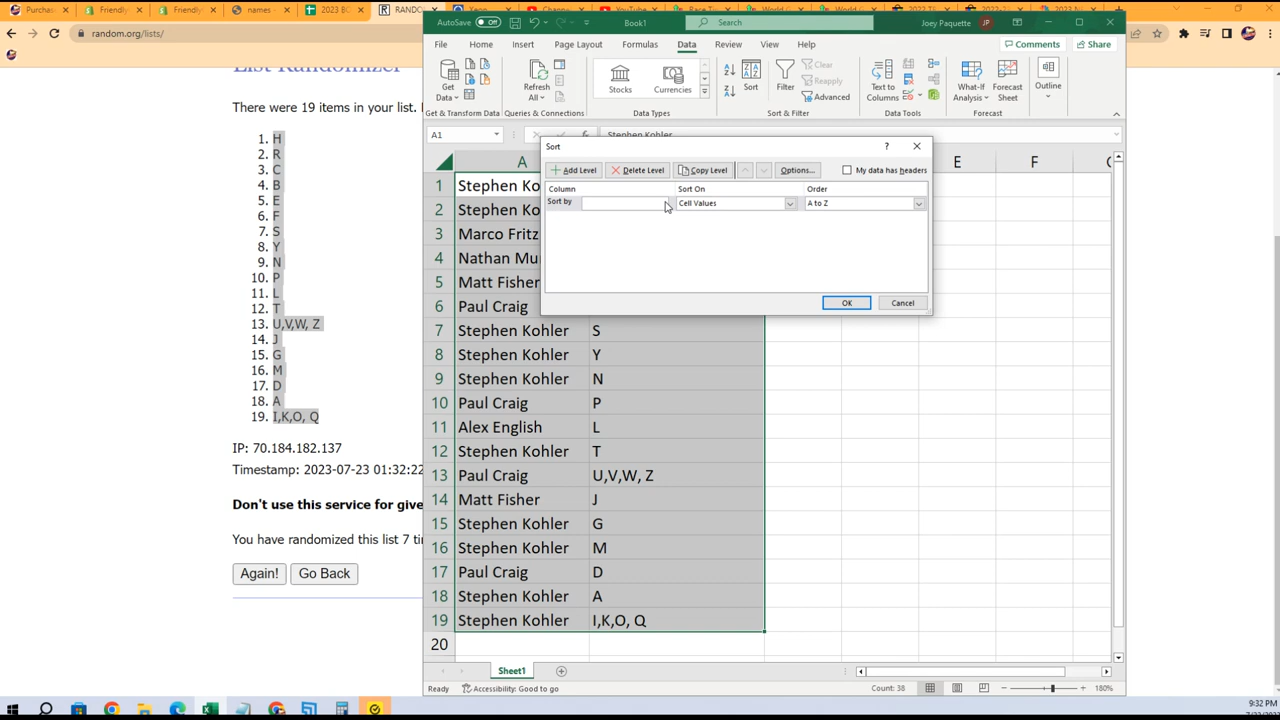 Purchas
Friendly
Friendly
names -
2023 BC
RANDO
random.org/lists/
List Randomizer
There were 19 items in your list.
1. H
2. R
3. C
4. B
5. E
6. F
7. S
8. Y
9. N
10. P
11. L
12. T
13. U,V,W, Z
14. J
15. G
16. M
17. D
18. A
19. I,K,O, Q
IP: 70.184.182.137
Timestamp: 2023-07-23 01:32:22
Don't use this service for give
You have randomized this list 7 ti
Again! Go Back
AutoSave Off Book1 Search Joey Paquette JP
File Home Insert Page Layout Formulas Data Review View Help Comments Share
Get Data
Refresh All
Stocks Currencies
Sort Filter
Clear
Reapply
Advanced
Text to Columns
What-If Analysis
Forecast Sheet
Outline
Get & Transform Data Queries & Connections Data Types Sort & Filter Data Tools Forecast
A1 Stephen Kohler
Sort ?
Add Level Delete Level Copy Level Options... My data has headers
Column Sort On Order
Sort by Cell Values A to Z
OK Cancel
A E F
1 Stephen Ko
2 Stephen Ko
3 Marco Fritz
4 Nathan Mu
5 Matt Fisher
6 Paul Craig
7 Stephen Kohler S
8 Stephen Kohler Y
9 Stephen Kohler N
10 Paul Craig P
11 Alex English L
12 Stephen Kohler T
13 Paul Craig U,V,W, Z
14 Matt Fisher J
15 Stephen Kohler G
16 Stephen Kohler M
17 Paul Craig D
18 Stephen Kohler A
19 Stephen Kohler I,K,O, Q
20
Sheet1
Ready Accessibility: Good to go Count: 38 180%
9:32 PM